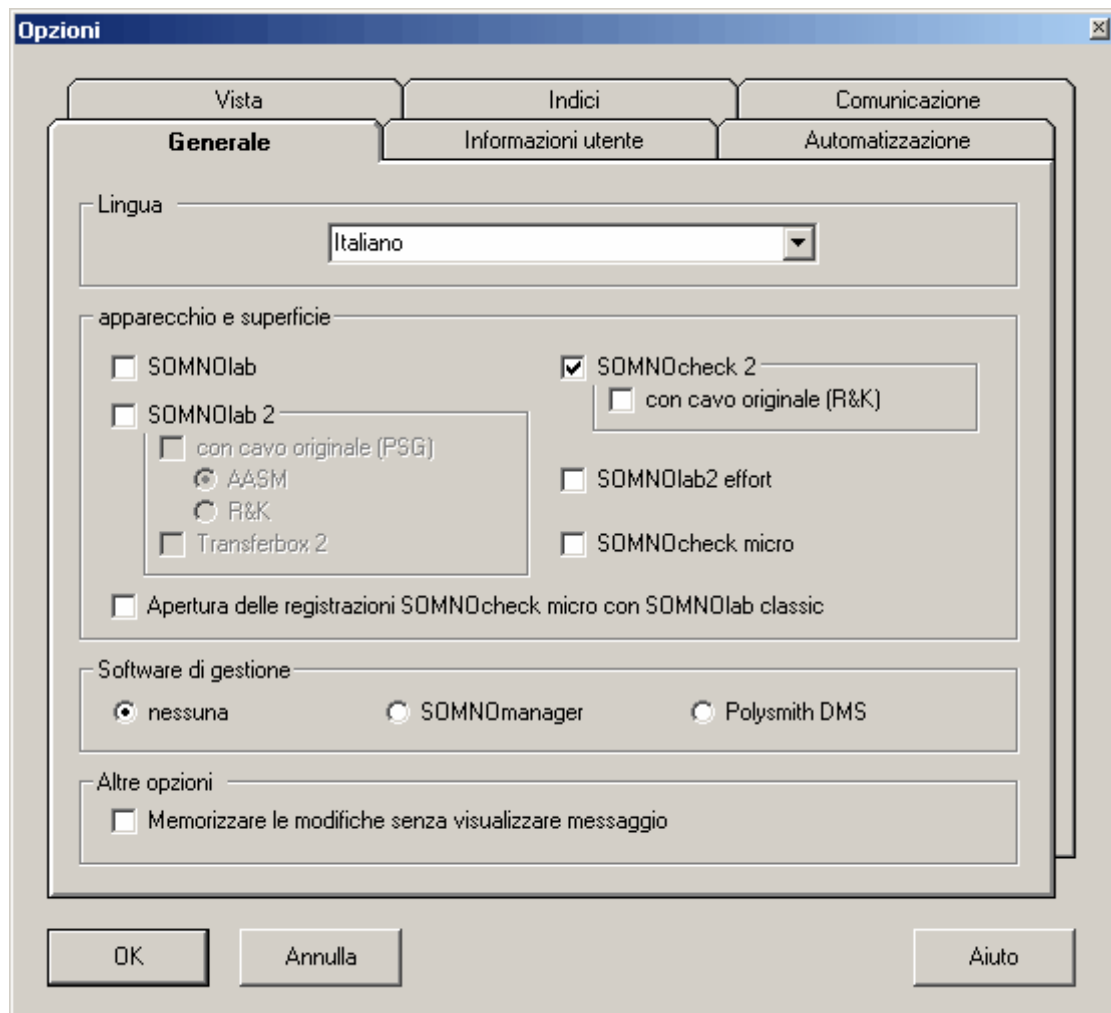 Opzioni
Vista
Indici
Comunicazione
Generale
Informazioni utente
Automatizzazione
Lingua
Italiano
apparecchio e superficie
SOMNOlab
SOMNOcheck 2
con cavo originale (R&K)
SOMNOlab 2
con cavo originale (PSG)
AASM
R&K
Transferbox 2
SOMNOlab2 effort
SOMNOcheck micro
Apertura delle registrazioni SOMNOcheck micro con SOMNOlab classic
Software di gestione
nessuna
SOMNOmanager
Polysmith DMS
Altre opzioni
Memorizzare le modifiche senza visualizzare messaggio
OK
Annulla
Aiuto